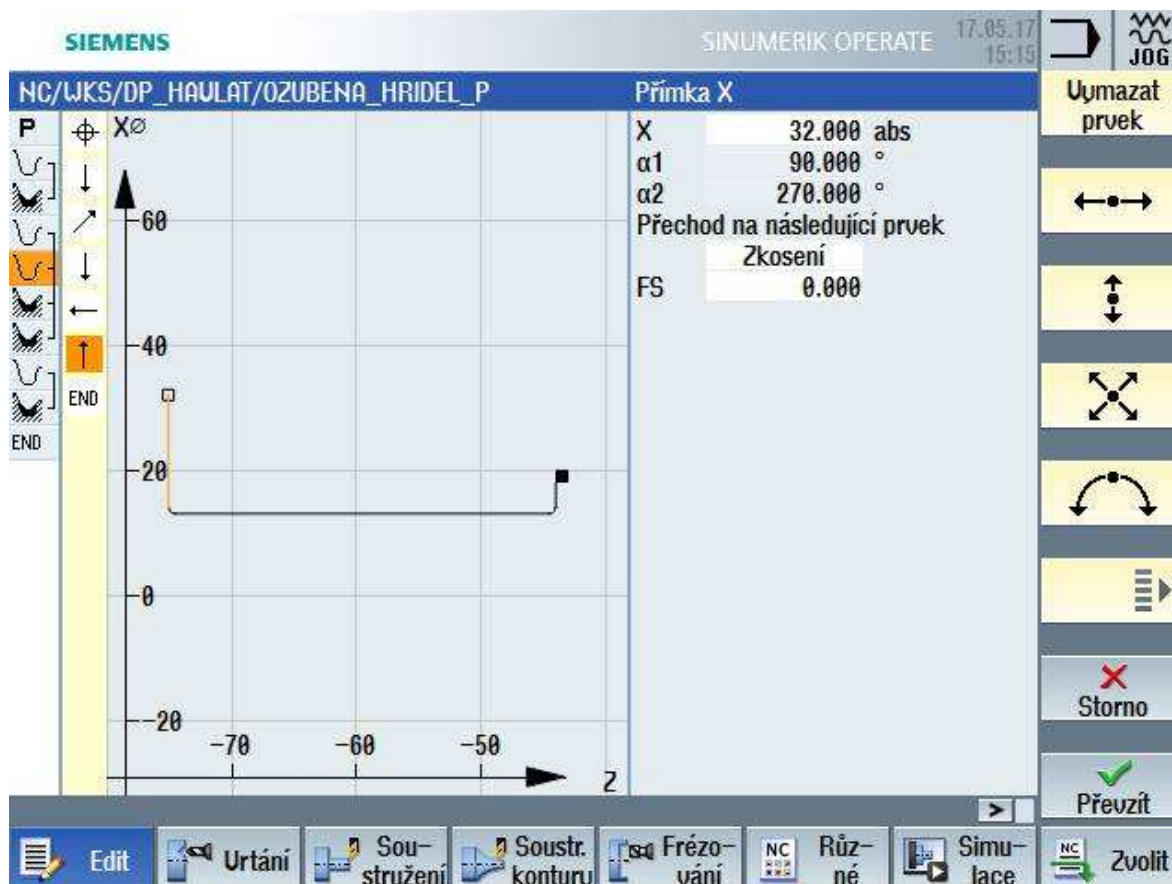 SIEMENS
SINUMERIK OPERATE
17.05.17
15:15
JOG
NC/WKS/DP_HAULAT/OZUBENA_HRIDEL_P
Přímka X
P
END
END
X⌀
60
40
20
0
-20
-70
-60
-50
Z
X 32.000 abs
α1 90.000 °
α2 270.000 °
Přechod na následující prvek
Zkosení
FS 0.000
Vymazat
prvek
Storno
Převzít
>
Edit
Vrtání
Sou-
stružení
Soustr.
konturu
Frézo-
vání
NC
Růz-
né
Simu-
lace
NC
Zvolit